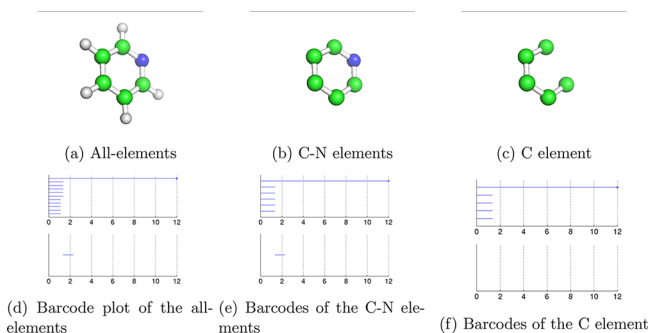 (a) All-elements
(b) C-N elements
(c) C element
0 2 4 6 8 10 12
0 2 4 6 8 10 12
0 2 4 6 8 10 12
0 2 4 6 8 10 12
0 2 4 6 8 10 12
0 2 4 6 8 10 12
(d) Barcode plot of the all-
elements
(e) Barcodes of the C-N ele-
ments
(f) Barcodes of the C element